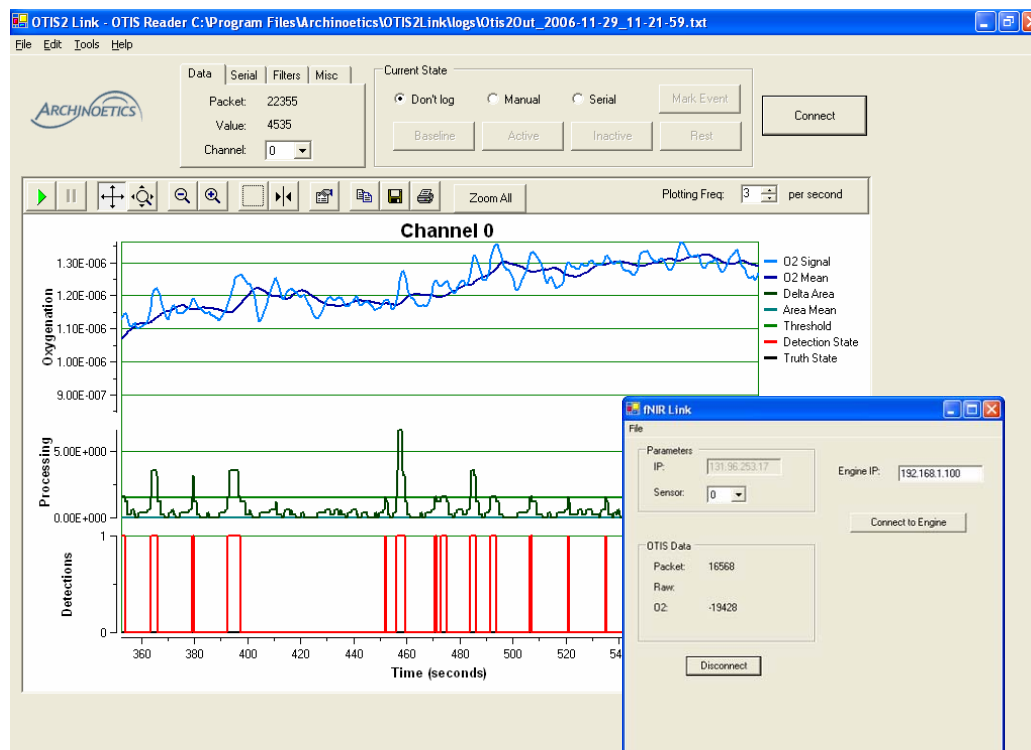 OTIS2 Link - OTIS Reader C:\Program Files\Archinoetics\OTIS2Link\logs\Otis2Out_2006-11-29_11-21-59.txt
File Edit Tools Help
ARCHINOETICS
Data Serial Filters Misc
Packet: 22355
Value: 4535
Channel: 0
Current State
Don't log Manual Serial Mark Event
Baseline Active Inactive Rest
Connect
Zoom All
Plotting Freq: 3 per second
Channel 0
1.30E-006
1.20E-006
1.10E-006
1.00E-006
9.00E-007
Oxygenation
O2 Signal
O2 Mean
Delta Area
Area Mean
Threshold
Detection State
Truth State
5.00E+000
0.00E+000
Processing
1
0
Detections
360 380 400 420 440 460 480 500 520
Time (seconds)
fNIR Link
File
Parameters
IP: 131.96.253.17
Sensor: 0
Engine IP: 192.168.1.100
Connect to Engine
OTIS Data
Packet: 16568
Raw:
O2: -19428
Disconnect